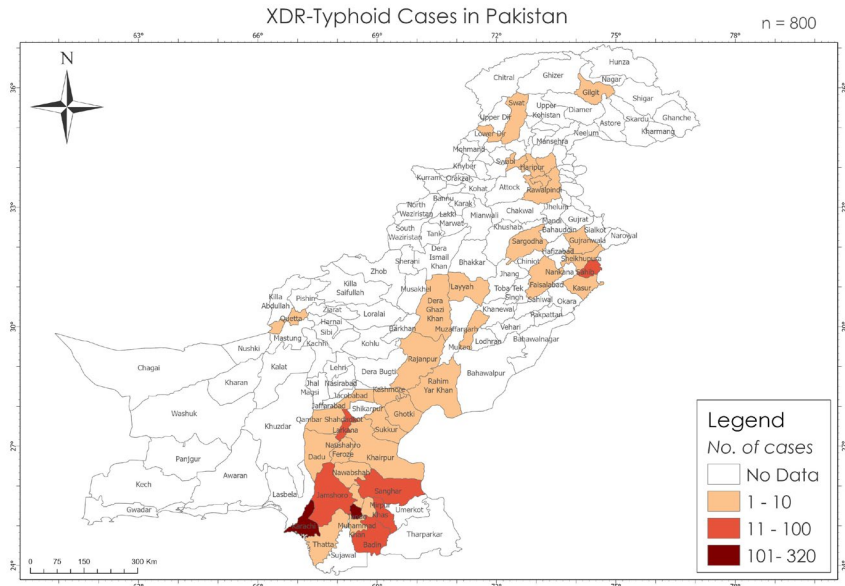 XDR-Typhoid Cases in Pakistan
n = 800
63°
66°
69°
72°
75°
78°
N
36°
33°
30°
27°
24°
Hunza
Chitral
Ghizer
Nagar
Gilgit
Shigar
Swat
Upper
Kohistan
Diamer
Ghanche
Upper Dir
Astore
Skardu
Lower Dir
Neelum
Kharmang
Mansehra
Mohmand
Khyber
Swabi
Haripur
Kurram
Orakzai
Kohat
Attock
Rawalpindi
Bannu
North
Waziristan
Karak
Lakki
Marwat
Mianwali
Chakwal
Jhelum
Gujrat
Mandi
Bahauddin
Sialkot
Narowal
South
Waziristan
Tank
Khushab
Sargodha
Gujranwala
Hafizabad
Dera
Ismail
Khan
Sherani
Bhakkar
Chiniot
Sheikhupura
Zhob
Jhang
Nankana Sahib
Faisalabad
Kasur
Killa
Saifullah
Musakhel
Layyah
Toba Tek
Singh
Sahiwal
Okara
Killa
Abdullah
Pishin
Dera
Ghazi
Khan
Khanewal
Pakpattan
Ziarat
Loralai
Quetta
Harnai
Barkhan
Muzaffargarh
Vehari
Sibi
Mastung
Kachhi
Kohlu
Multan
Lodhran
Bahawalnagar
Nushki
Rajanpur
Chagai
Kalat
Lehri
Dera Bugti
Bahawalpur
Kharan
Jhal
Magsi
Nasirabad
Rahim
Yar Khan
Jacobabad
Kashmore
Jaffarabad
Shikarpur
Washuk
Ghotki
Khuzdar
Qambar Shahdadkot
Larkana
Sukkur
Naushahro
Feroze
Panjgur
Dadu
Khairpur
Awaran
Nawabshah
Kech
Lasbela
Jamshoro
Sanghar
Gwadar
Mirpur
Khas
Umerkot
Karachi
Muhammad
Khan
Tharparkar
Thatta
Badin
Sujawal
0 75 150 300 Km
Legend
No. of cases
No Data
1 - 10
11 - 100
101- 320